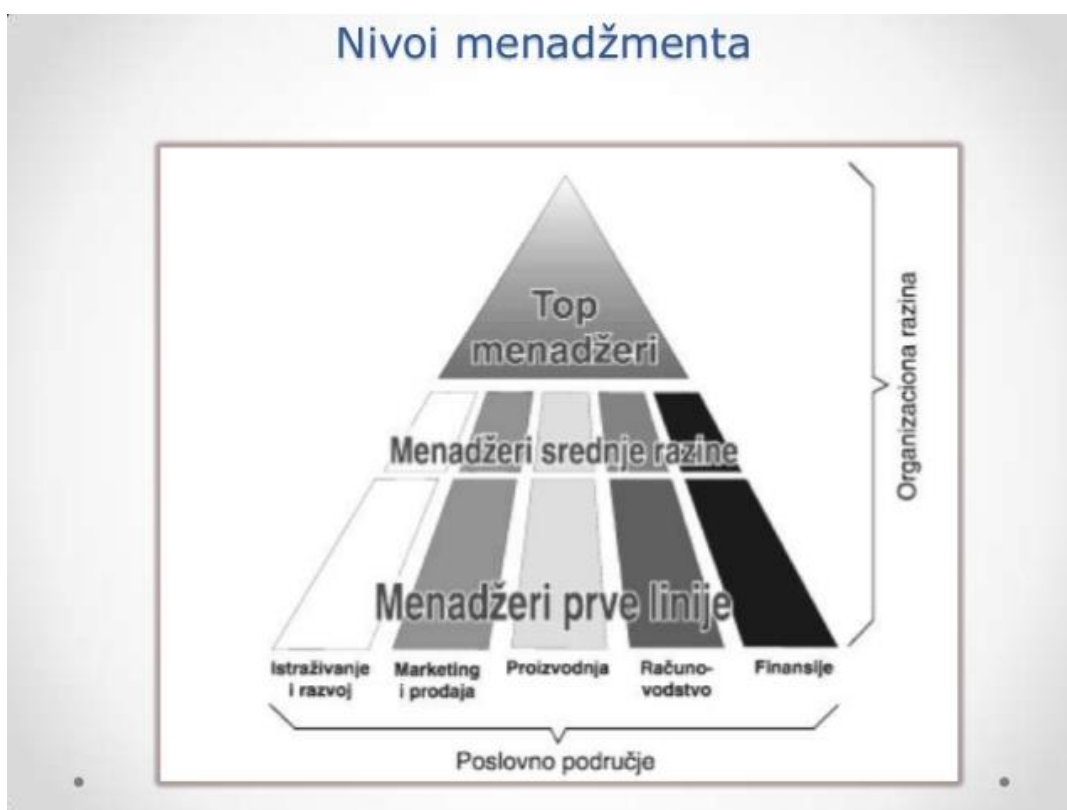 Nivoi menadžmenta
Top
menadžeri
Menadžeri srednje razine
Menadžeri prve linije
Istraživanje
i razvoj
Marketing
i prodaja
Proizvodnja
Računo-
vodstvo
Finansije
Poslovno područje
Organizaciona razina